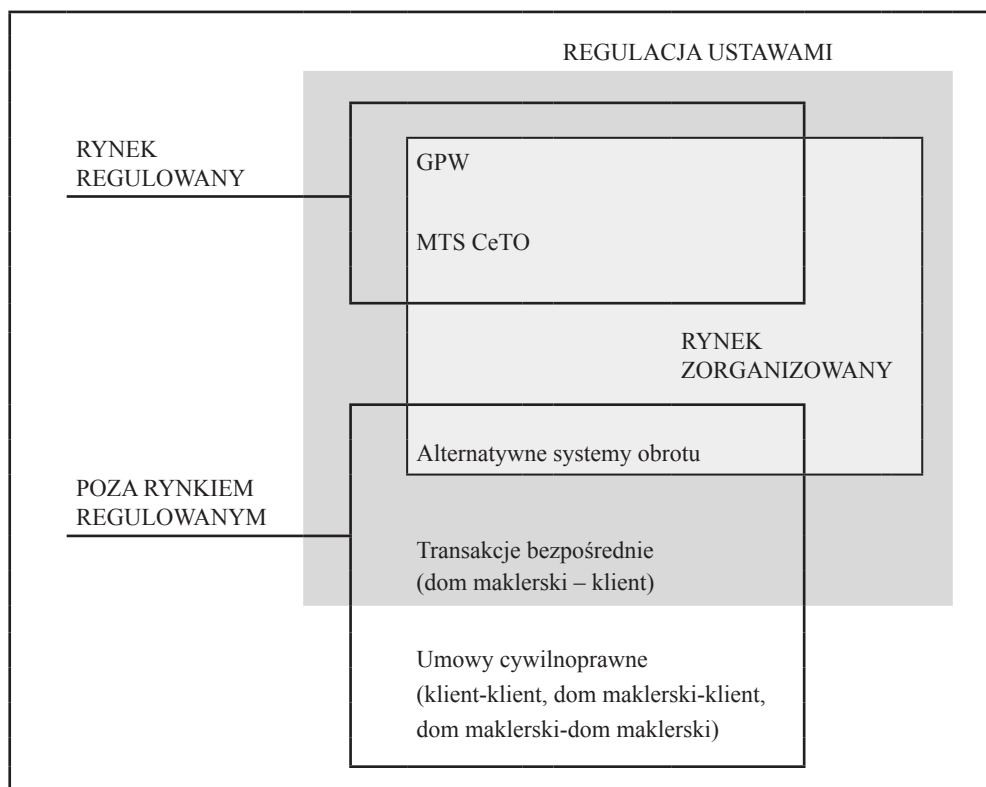 REGULACJA USTAWAMI
RYNEK
REGULOWANY
GPW
MTS CeTO
RYNEK
ZORGANIZOWANY
Alternatywne systemy obrotu
POZA RYNKIEM
REGULOWANYM
Transakcje bezpośrednie
(dom maklerski – klient)
Umowy cywilnoprawne
(klient-klient, dom maklerski-klient,
dom maklerski-dom maklerski)